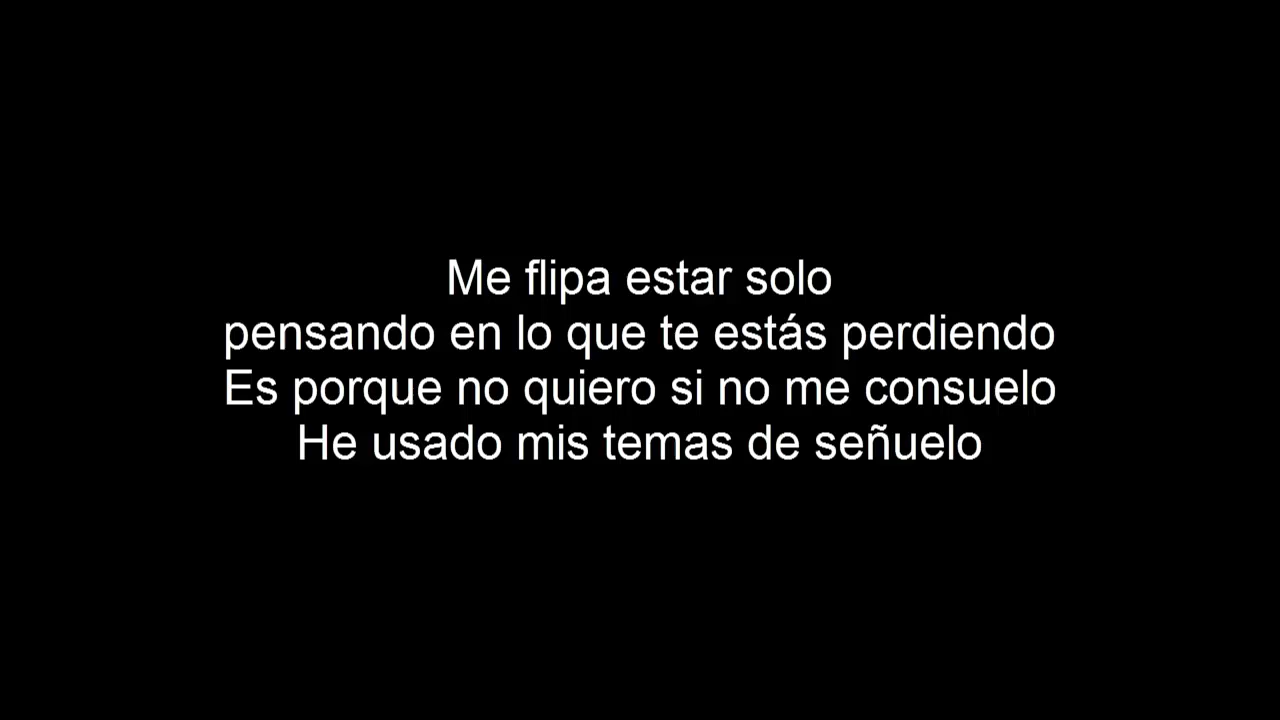 Me flipa estar solo
pensando en lo que te estás perdiendo
Es porque no quiero si no me consuelo
He usado mis temas de señuelo